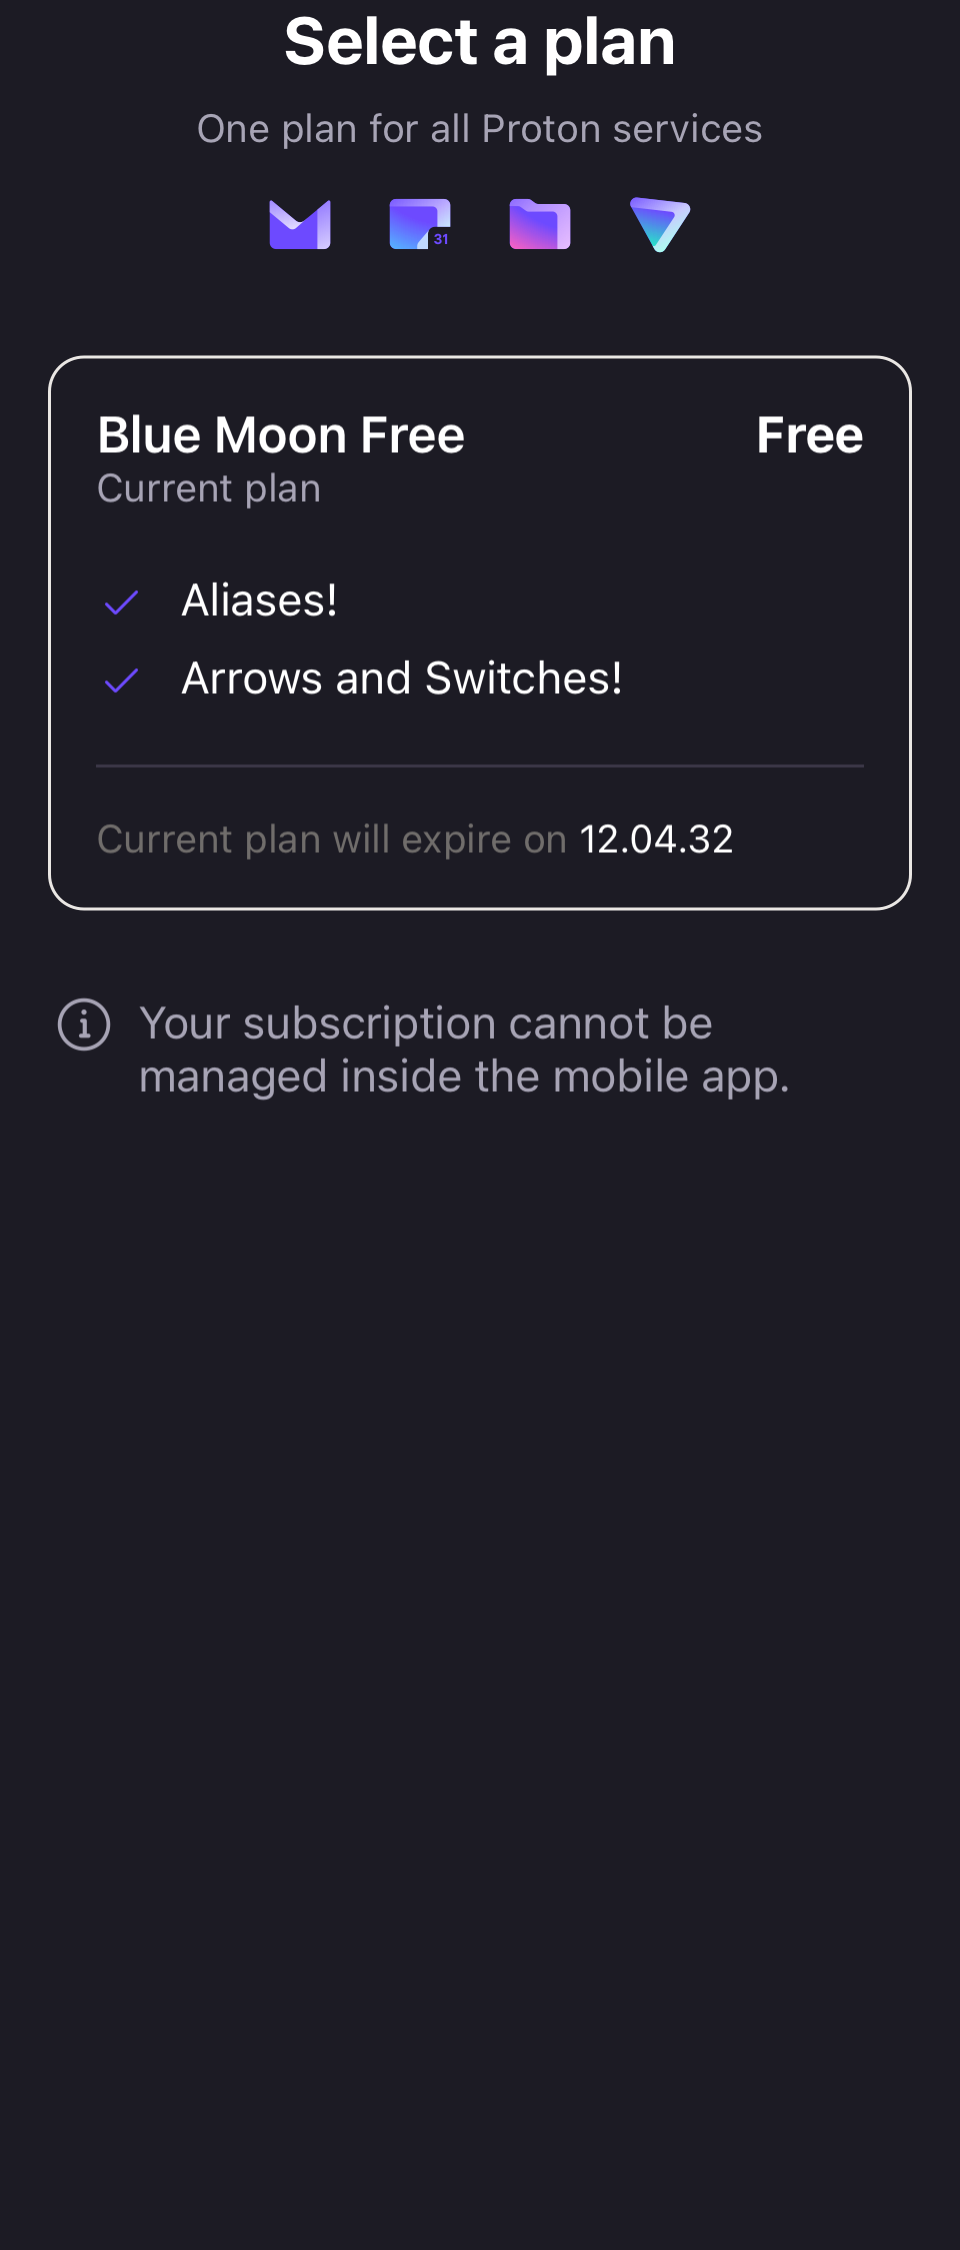 Select a plan
One plan for all Proton services
31
Blue Moon Free
Free
Current plan
Aliases!
Arrows and Switches!
Current plan will expire on 12.04.32
Your subscription cannot be
managed inside the mobile app.